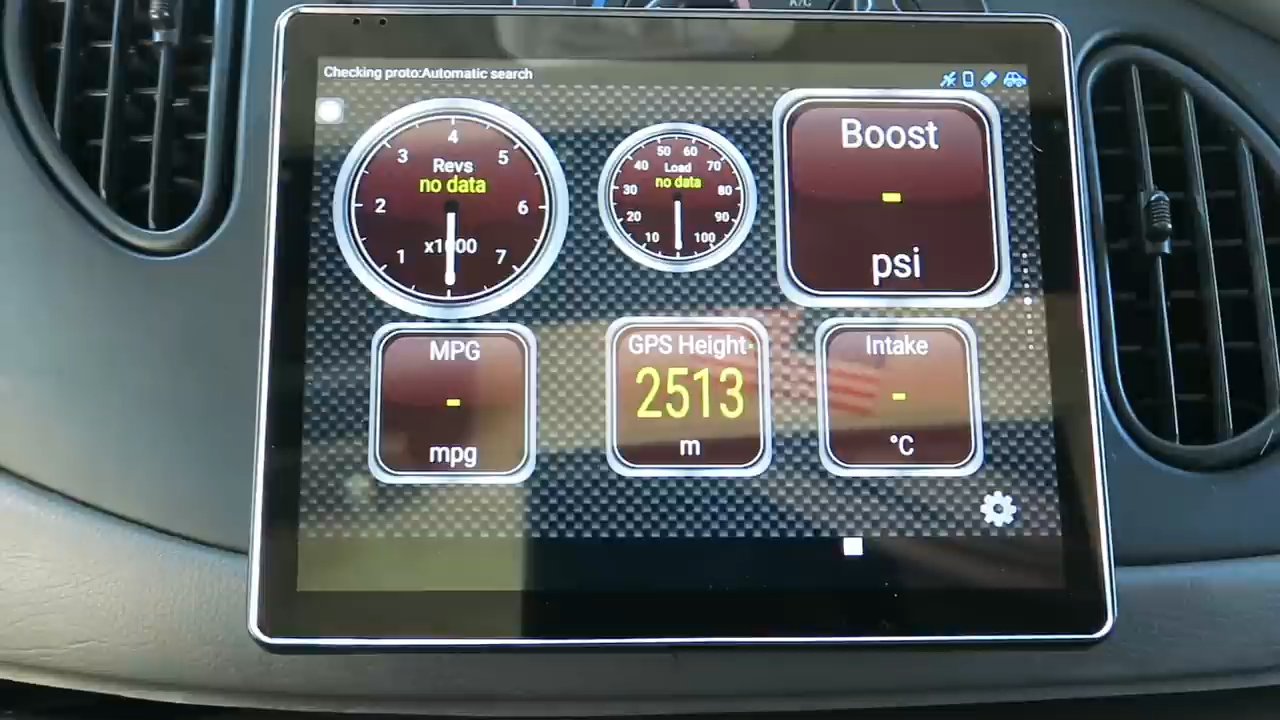 A/C
Checking proto:Automatic search
4
3
5
Revs
no data
2
6
x1000
1
7
50 60
40
70
Load
no data
30
80
20
90
10
100
Boost
-
psi
MPG
-
mpg
GPS Height
2513
m
Intake
-
°C